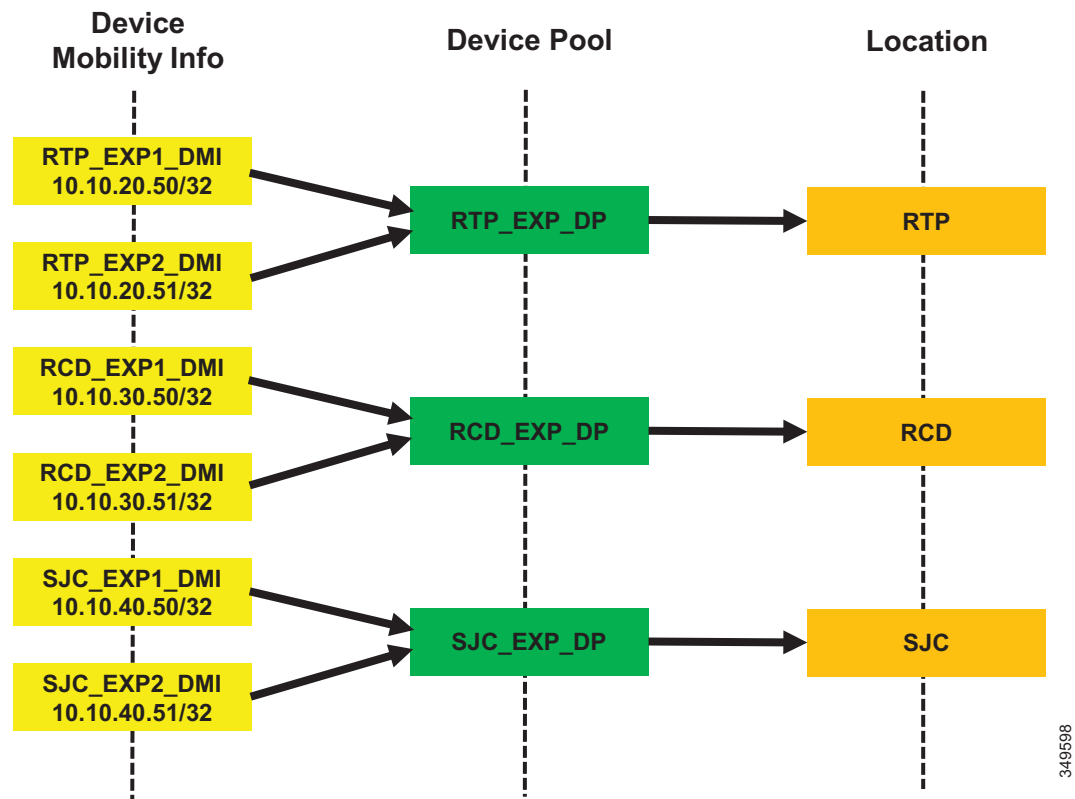 Device
Mobility Info
Device Pool
Location
RTP_EXP1_DMI
10.10.20.50/32
RTP_EXP2_DMI
10.10.20.51/32
RTP_EXP_DP
RTP
RCD_EXP1_DMI
10.10.30.50/32
RCD_EXP2_DMI
10.10.30.51/32
RCD_EXP_DP
RCD
SJC_EXP1_DMI
10.10.40.50/32
SJC_EXP2_DMI
10.10.40.51/32
SJC_EXP_DP
SJC
349598